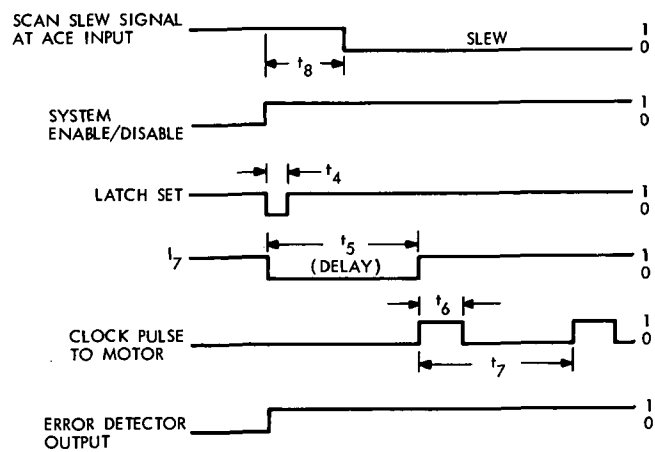 SCAN SLEW SIGNAL
AT ACE INPUT
SLEW
1
0
t8
SYSTEM
ENABLE/DISABLE
1
0
t4
LATCH SET
1
0
I7
t5
(DELAY)
1
0
t6
CLOCK PULSE
TO MOTOR
1
0
t7
ERROR DETECTOR
OUTPUT
1
0